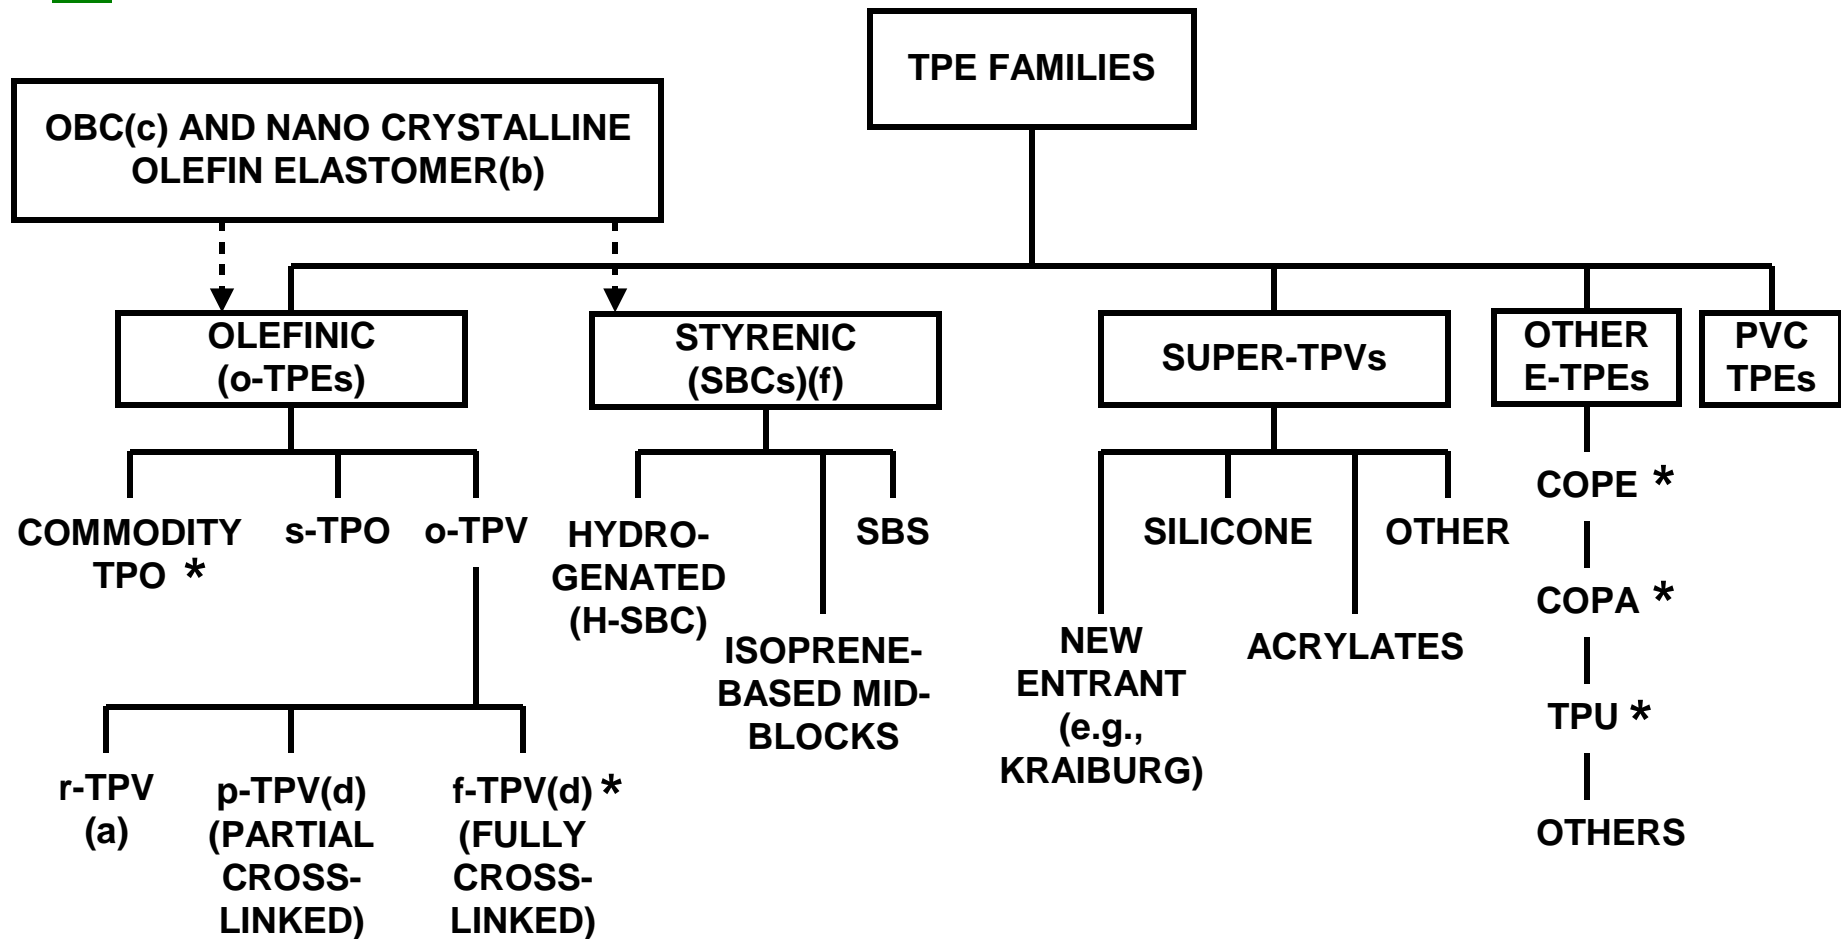 TPE FAMILIES
OBC(c) AND NANO CRYSTALLINE
OLEFIN ELASTOMER(b)
OLEFINIC
(o-TPEs)
STYRENIC
(SBCs)(f)
SUPER-TPVs
OTHER
E-TPEs
PVC
TPEs
COMMODITY
TPO *
s-TPO
o-TPV
HYDRO-
GENATED
(H-SBC)
SBS
ISOPRENE-
BASED MID-
BLOCKS
SILICONE
OTHER
NEW
ENTRANT
(e.g.,
KRAIBURG)
ACRYLATES
COPE *
COPA *
TPU *
OTHERS
r-TPV
(a)
p-TPV(d)
(PARTIAL
CROSS-
LINKED)
f-TPV(d) *
(FULLY
CROSS-
LINKED)